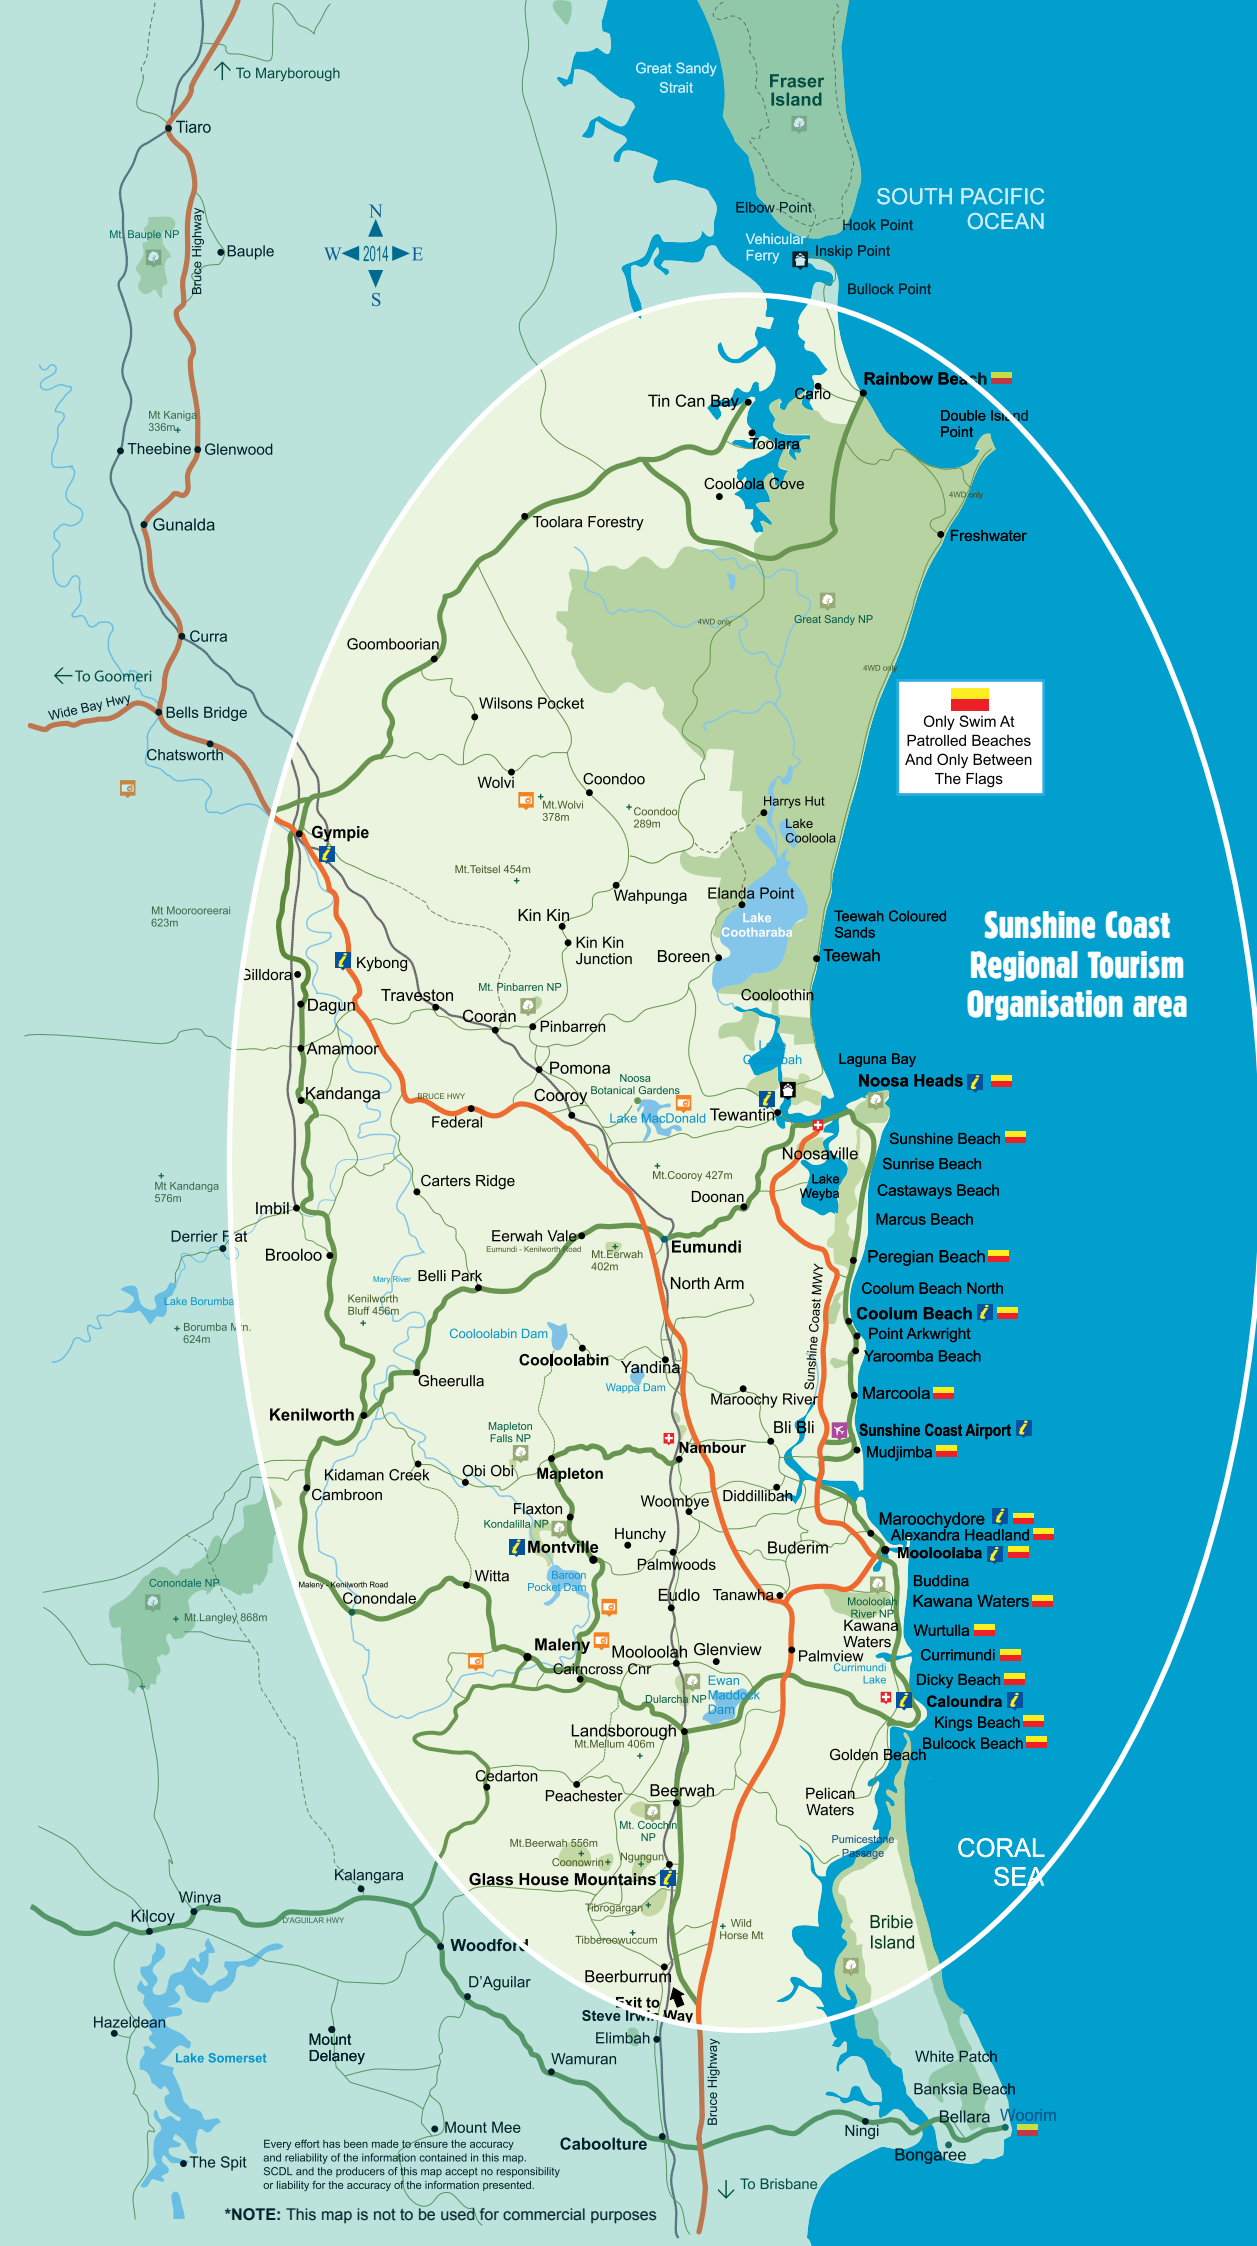 Great Sandy
Strait
Fraser
Island
To Maryborough
Tiaro
SOUTH PACIFIC
OCEAN
Elbow Point
Hook Point
Vehicular
Ferry
Inskip Point
Bullock Point
Mt. Bauple NP
Bruce Highway
Bauple
N
W 2014 E
S
Rainbow Beach
Carlo
Tin Can Bay
Double Island
Point
Toolara
Mt Kaniga
336m
Theebine
Glenwood
Cooloola Cove
4WD only
Gunalda
Toolara Forestry
Freshwater
Great Sandy NP
4WD only
Curra
Goomboorian
4WD only
To Goomeri
Wide Bay Hwy
Bells Bridge
Wilsons Pocket
Only Swim At
Patrolled Beaches
And Only Between
The Flags
Chatsworth
Wolvi
Coondoo
Mt.Wolvi
378m
Coondoo
289m
Harrys Hut
Lake
Cooloola
Gympie
Mt.Teitsel 454m
Wahpunga
Elanda Point
Mt Moorooreerai
623m
Kin Kin
Lake
Cootharaba
Teewah Coloured
Sands
Sunshine Coast
Regional Tourism
Organisation area
Kin Kin
Junction
Boreen
Teewah
Kybong
Gilldora
Dagun
Traveston
Mt. Pinbarren NP
Cooloothin
Cooran
Pinbarren
Amamoor
Laguna Bay
Pomona
Noosa
Botanical Gardens
Noosa Heads
Kandanga
BRUCE HWY
Cooroy
Lake MacDonald
Tewantin
Federal
Sunshine Beach
Noosaville
Sunrise Beach
Mt Kandanga
576m
Carters Ridge
Mt.Cooroy 427m
Lake
Weyba
Castaways Beach
Doonan
Imbil
Marcus Beach
Derrier Flat
Eerwah Vale
Eumundi - Kenilworth Road
Eumundi
Brooloo
Mt.Eerwah
402m
Peregian Beach
Mary River
Belli Park
North Arm
Sunshine Coast MWY
Coolum Beach North
Lake Borumba
Kenilworth
Bluff 456m
Coolum Beach
Borumba Mtn.
624m
Cooloolabin Dam
Point Arkwright
Cooloolabin
Yandina
Yaroomba Beach
Gheerulla
Wappa Dam
Marcoola
Maroochy River
Kenilworth
Mapleton
Falls NP
Bli Bli
Sunshine Coast Airport
Nambour
Mudjimba
Kidaman Creek
Obi Obi
Mapleton
Cambroon
Woombye
Diddillibah
Flaxton
Kondalilla NP
Maroochydore
Hunchy
Alexandra Headland
Montville
Buderim
Mooloolaba
Palmwoods
Witta
Baroon
Pocket Dam
Buddina
Conondale NP
Maleny - Kenilworth Road
Conondale
Eudlo
Tanawha
Mooloolah
River NP
Kawana Waters
Mt.Langley 868m
Kawana
Waters
Wurtulla
Maleny
Mooloolah
Glenview
Palmview
Currimundi
Cairncross Cnr
Currimundi
Lake
Dicky Beach
Ewan
Maddock
Dam
Dularcha NP
Caloundra
Kings Beach
Landsborough
Bulcock Beach
Mt.Mellum 406m
Golden Beach
Cedarton
Peachester
Beerwah
Pelican
Waters
Mt. Coochin
NP
Mt.Beerwah 556m
Pumicestone
Passage
Coonowrin
Ngungun
CORAL
SEA
Kalangara
Glass House Mountains
Winya
Tibrogargan
Kilcoy
D'AGUILAR HWY
Wild
Horse Mt
Bribie
Island
Woodford
Tibberoowuccum
Beerburrum
D'Aguilar
Exit to
Steve Irwin Way
Hazeldean
Mount
Delaney
Elimbah
Lake Somerset
Wamuran
Bruce Highway
White Patch
Banksia Beach
Bellara
Woorim
Mount Mee
Ningi
Caboolture
Bongaree
The Spit
Every effort has been made to ensure the accuracy
and reliability of the information contained in this map.
SCDL and the producers of this map accept no responsibility
or liability for the accuracy of the information presented.
To Brisbane
*NOTE: This map is not to be used for commercial purposes